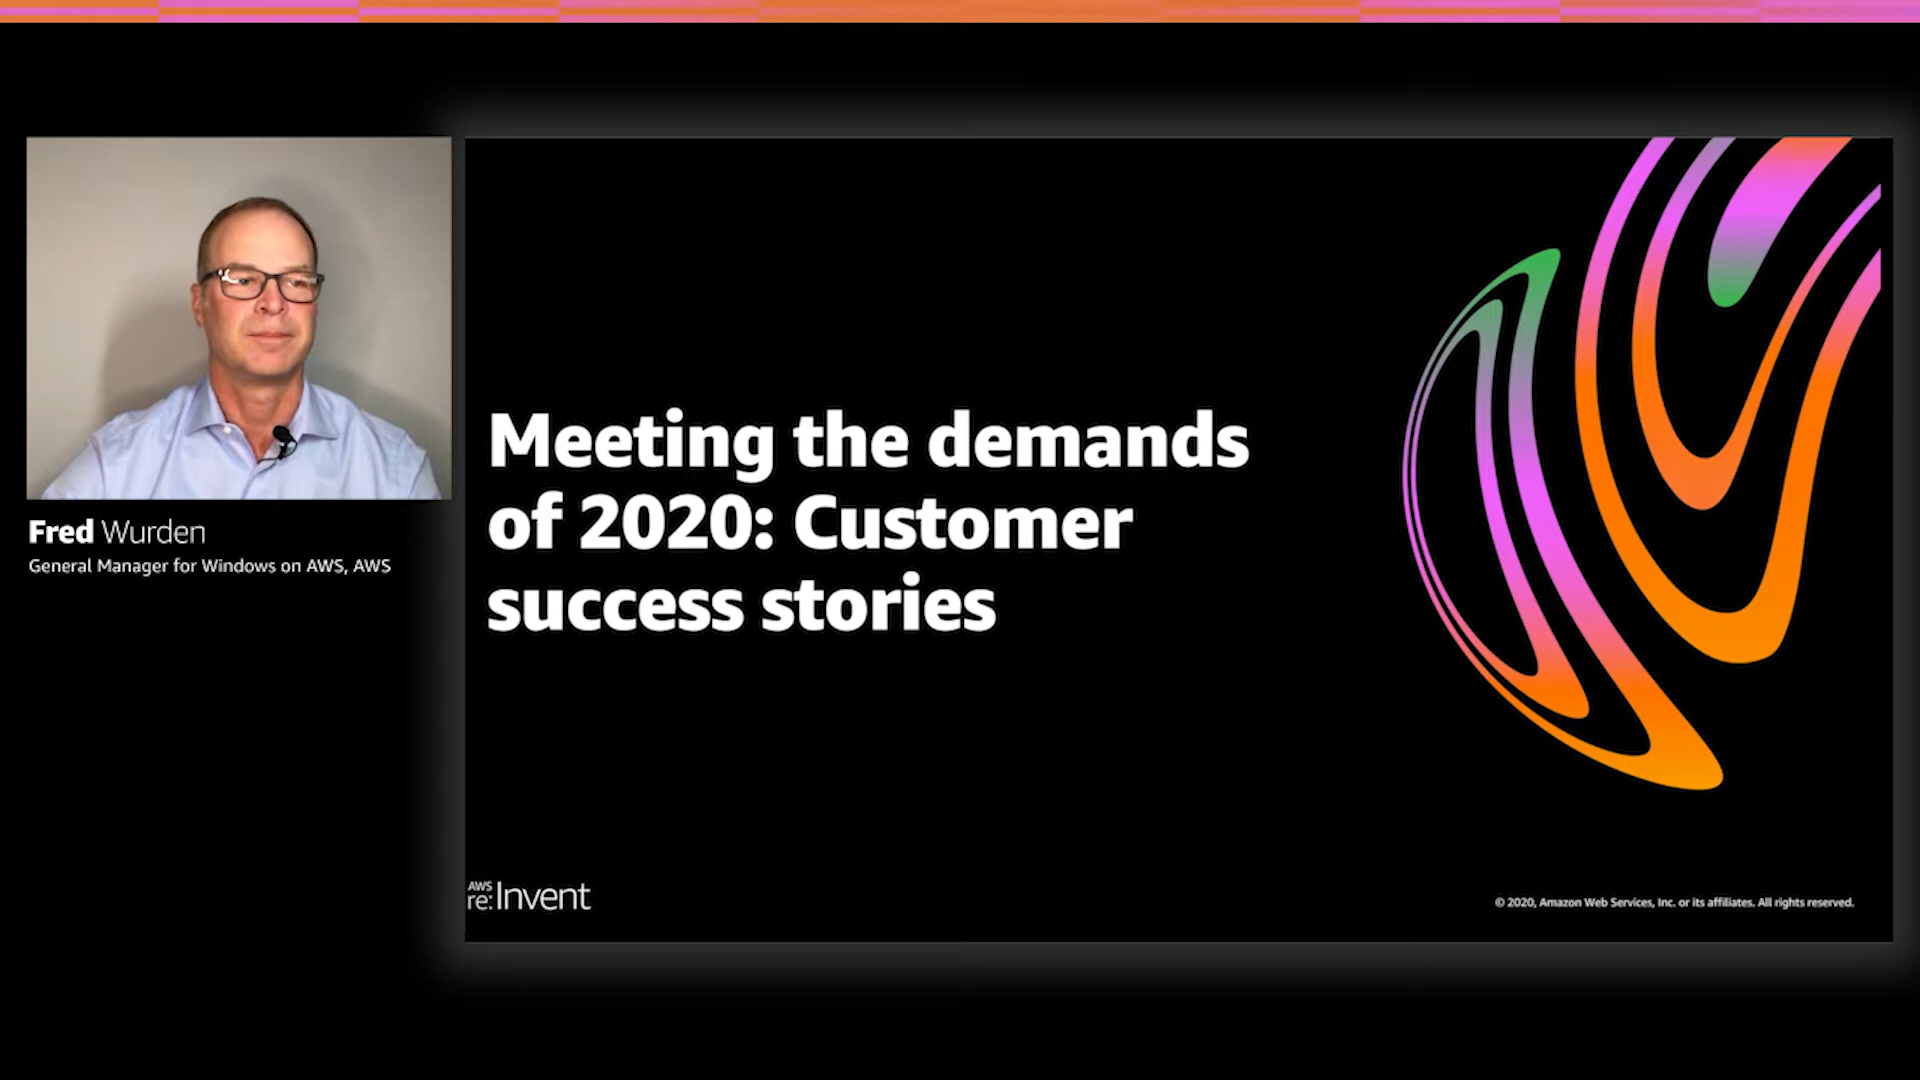 Fred Wurden
General Manager for Windows on AWS, AWS
Meeting the demands
of 2020: Customer
success stories
AWS
re:Invent
© 2020, Amazon Web Services, Inc. or its affiliates. All rights reserved.